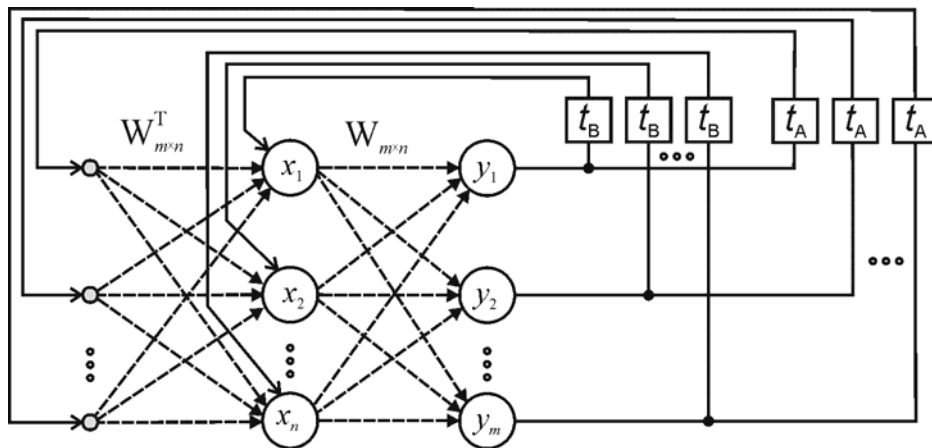 t_B t_B t_B t_A t_A t_A
W^T_{m×n} W_{m×n}
x_1 y_1
x_2 y_2
x_n y_m